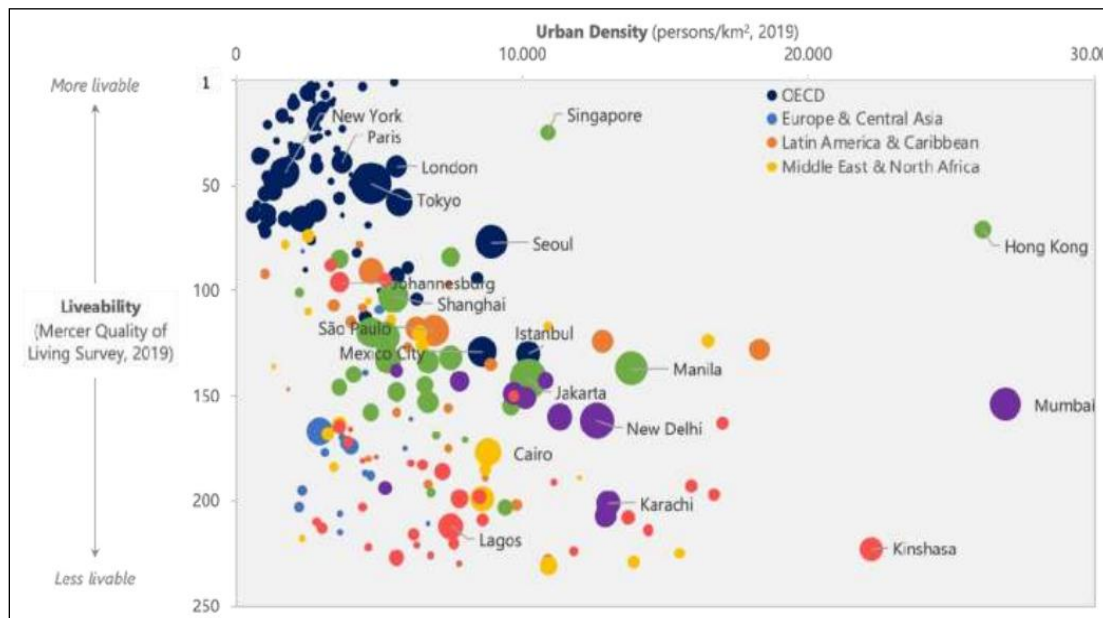 Urban Density (persons/km², 2019)
0 10.000 20.000 30.000
More livable
1
OECD
Singapore
Europe & Central Asia
New York
Latin America & Caribbean
Paris
Middle East & North Africa
London
50
Tokyo
Seoul
Hong Kong
Johannesburg
100
Liveability
Shanghai
(Mercer Quality of
Living Survey, 2019)
São Paulo
Istanbul
Mexico City
Manila
Jakarta
150
Mumbai
New Delhi
Cairo
200
Karachi
Lagos
Kinshasa
Less livable
250